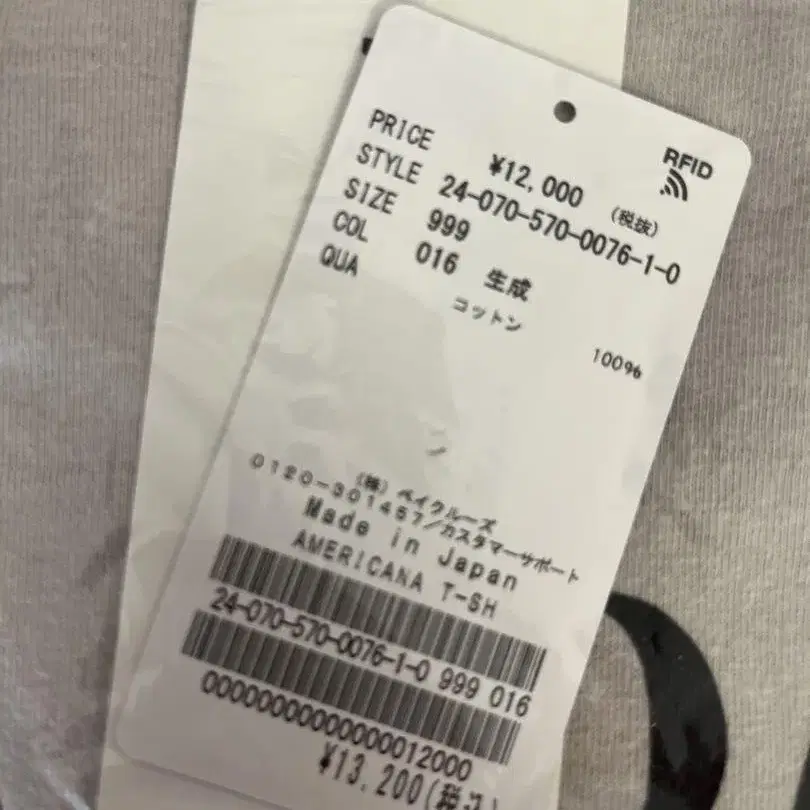 RFID
PRICE ¥12,000 (税抜)
STYLE 24-070-570-0076-1-0
SIZE 999
COL 016 生成
QUA コットン 100%
(株) ベイクルーズ
0120-301457/カスタマーサポート
Made in Japan
AMERICANA T-SH
24-070-570-0076-1-0 999 016
0000000000000012000
¥13,200(税込)